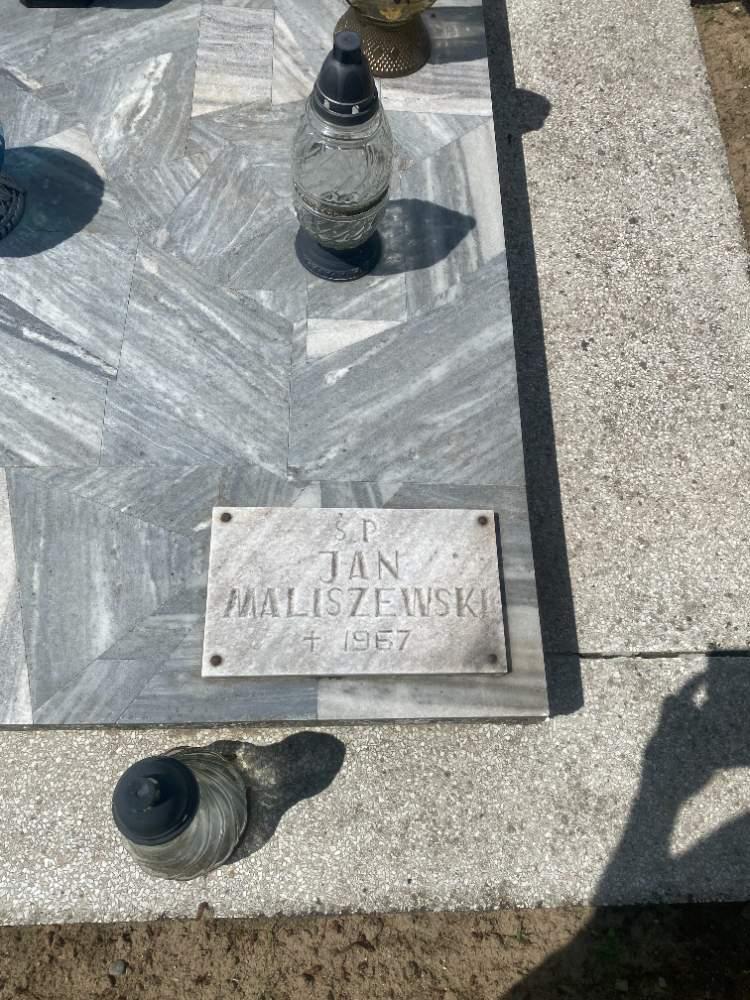 Ś P
JAN
MALISZEWSKI
+ 1967